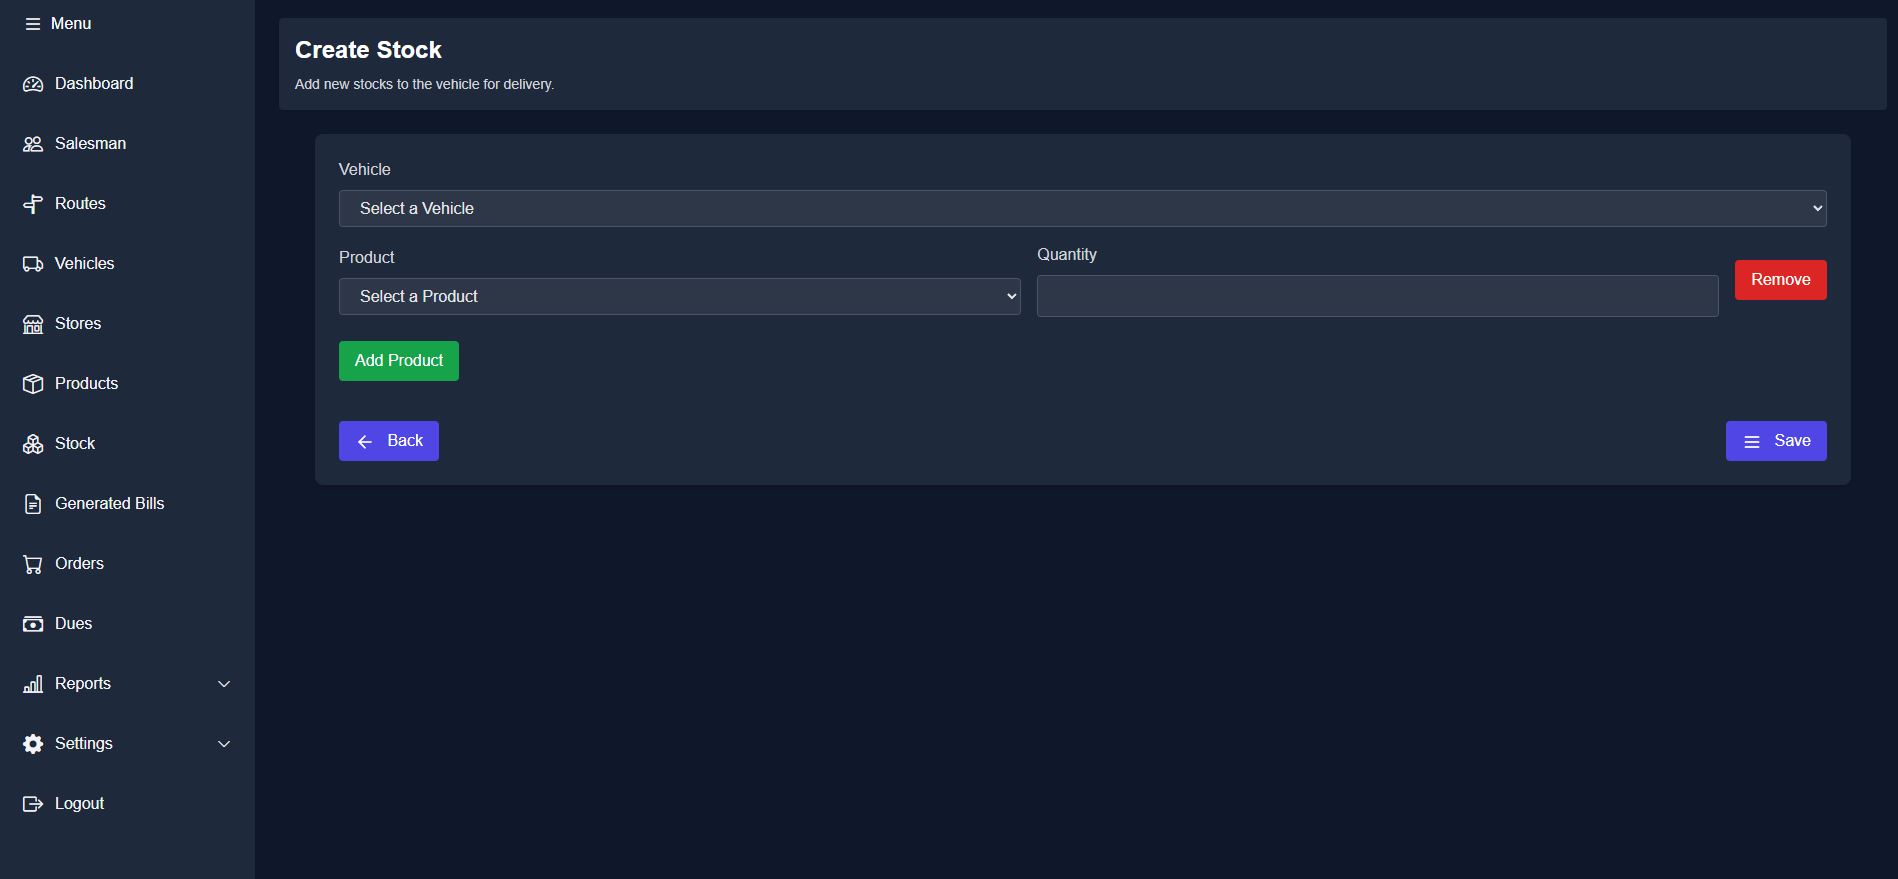 Menu
Dashboard
Salesman
Routes
Vehicles
Stores
Products
Stock
Generated Bills
Orders
Dues
Reports
Settings
Logout
Create Stock
Add new stocks to the vehicle for delivery.
Vehicle
Select a Vehicle
Product
Quantity
Select a Product
Remove
Add Product
Back
Save